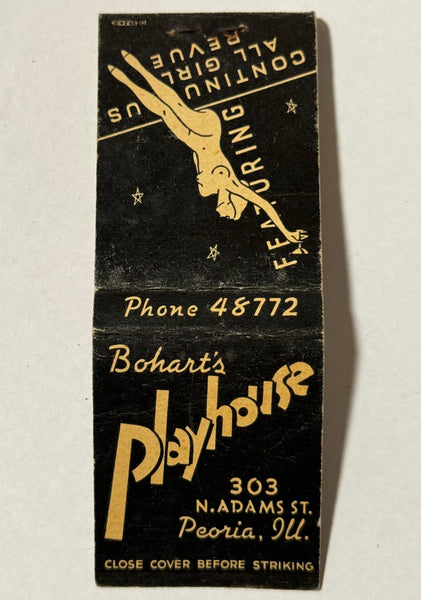 FEATURING
CONTINUOUS
ALL GIRL
REVUE
Phone 48772
Bohart's
Playhouse
303
N. ADAMS ST.
Peoria, Ill.
CLOSE COVER BEFORE STRIKING